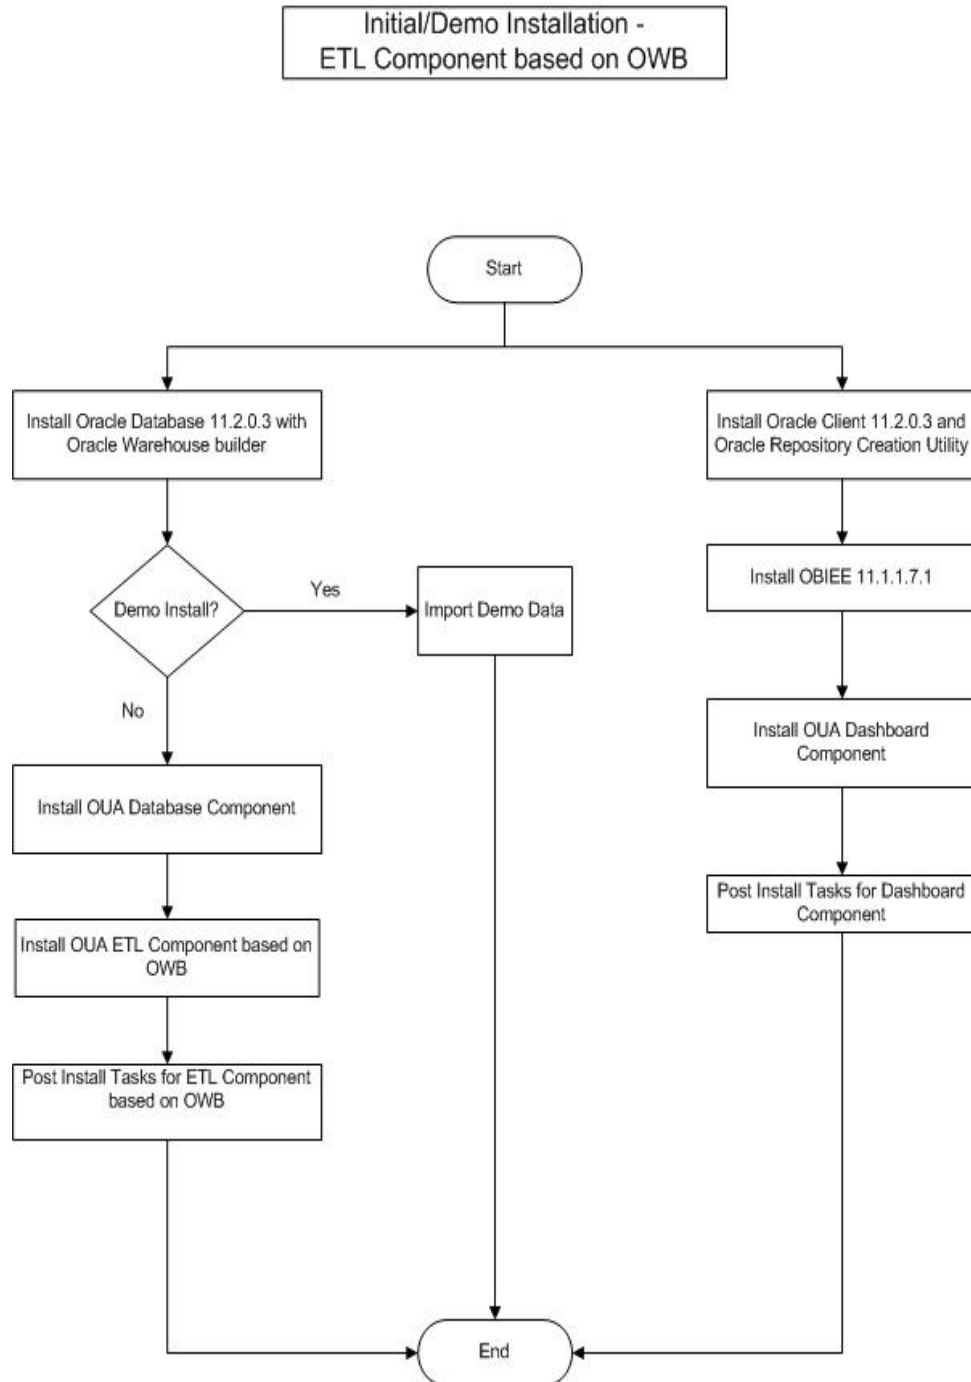 Initial/Demo Installation -
ETL Component based on OWB
Start
Install Oracle Database 11.2.0.3 with
Oracle Warehouse builder
Install Oracle Client 11.2.0.3 and
Oracle Repository Creation Utility
Install OBIEE 11.1.1.7.1
Demo Install?
Yes
Import Demo Data
No
Install OUA Dashboard
Component
Install OUA Database Component
Post Install Tasks for Dashboard
Component
Install OUA ETL Component based on
OWB
Post Install Tasks for ETL Component
based on OWB
End